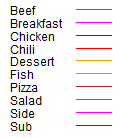 Beef
Breakfast
Chicken
Chili
Dessert
Fish
Pizza
Salad
Side
Sub